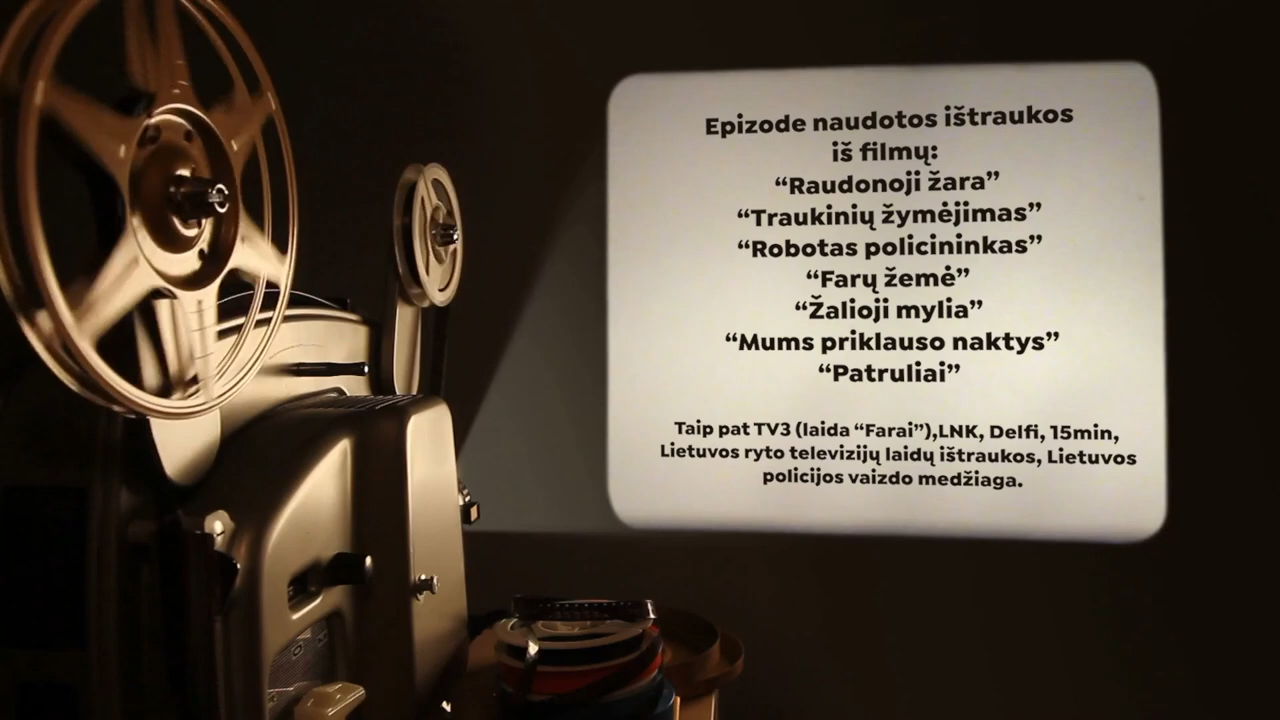 Epizode naudotos ištraukos
iš filmų:
“Raudonoji žara”
“Traukinių žymėjimas”
“Robotas policininkas”
“Farų žemė”
“Žalioji mylia”
“Mums priklauso naktys”
“Patruliai”
Taip pat TV3 (laida “Farai”),LNK, Delfi, 15min,
Lietuvos ryto televizijų laidų ištraukos, Lietuvos
policijos vaizdo medžiaga.